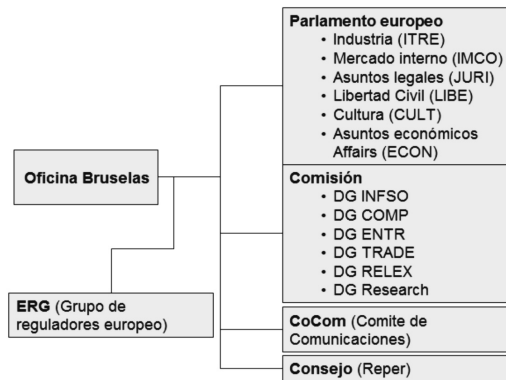 Parlamento europeo
• Industria (ITRE)
• Mercado interno (IMCO)
• Asuntos legales (JURI)
• Libertad Civil (LIBE)
• Cultura (CULT)
• Asuntos económicos
Affairs (ECON)
Oficina Bruselas
Comisión
• DG INFSO
• DG COMP
• DG ENTR
• DG TRADE
• DG RELEX
• DG Research
ERG (Grupo de
reguladores europeo)
CoCom (Comite de
Comunicaciones)
Consejo (Reper)